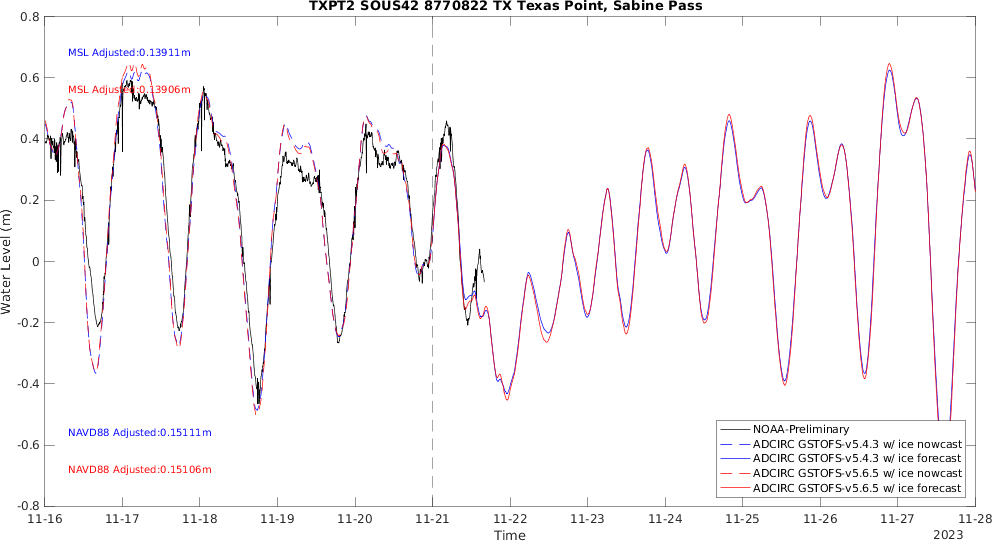 TXPT2 SOUS42 8770822 TX Texas Point, Sabine Pass
0.8
0.6
0.4
0.2
0
-0.2
-0.4
-0.6
-0.8
Water Level (m)
MSL Adjusted:0.13911m
MSL Adjusted:0.13906m
NAVD88 Adjusted:0.15111m
NAVD88 Adjusted:0.15106m
NOAA-Preliminary
ADCIRC GSTOFS-v5.4.3 w/ ice nowcast
ADCIRC GSTOFS-v5.4.3 w/ ice forecast
ADCIRC GSTOFS-v5.6.5 w/ ice nowcast
ADCIRC GSTOFS-v5.6.5 w/ ice forecast
11-16 11-17 11-18 11-19 11-20 11-21 11-22 11-23 11-24 11-25 11-26 11-27 11-28
Time
2023